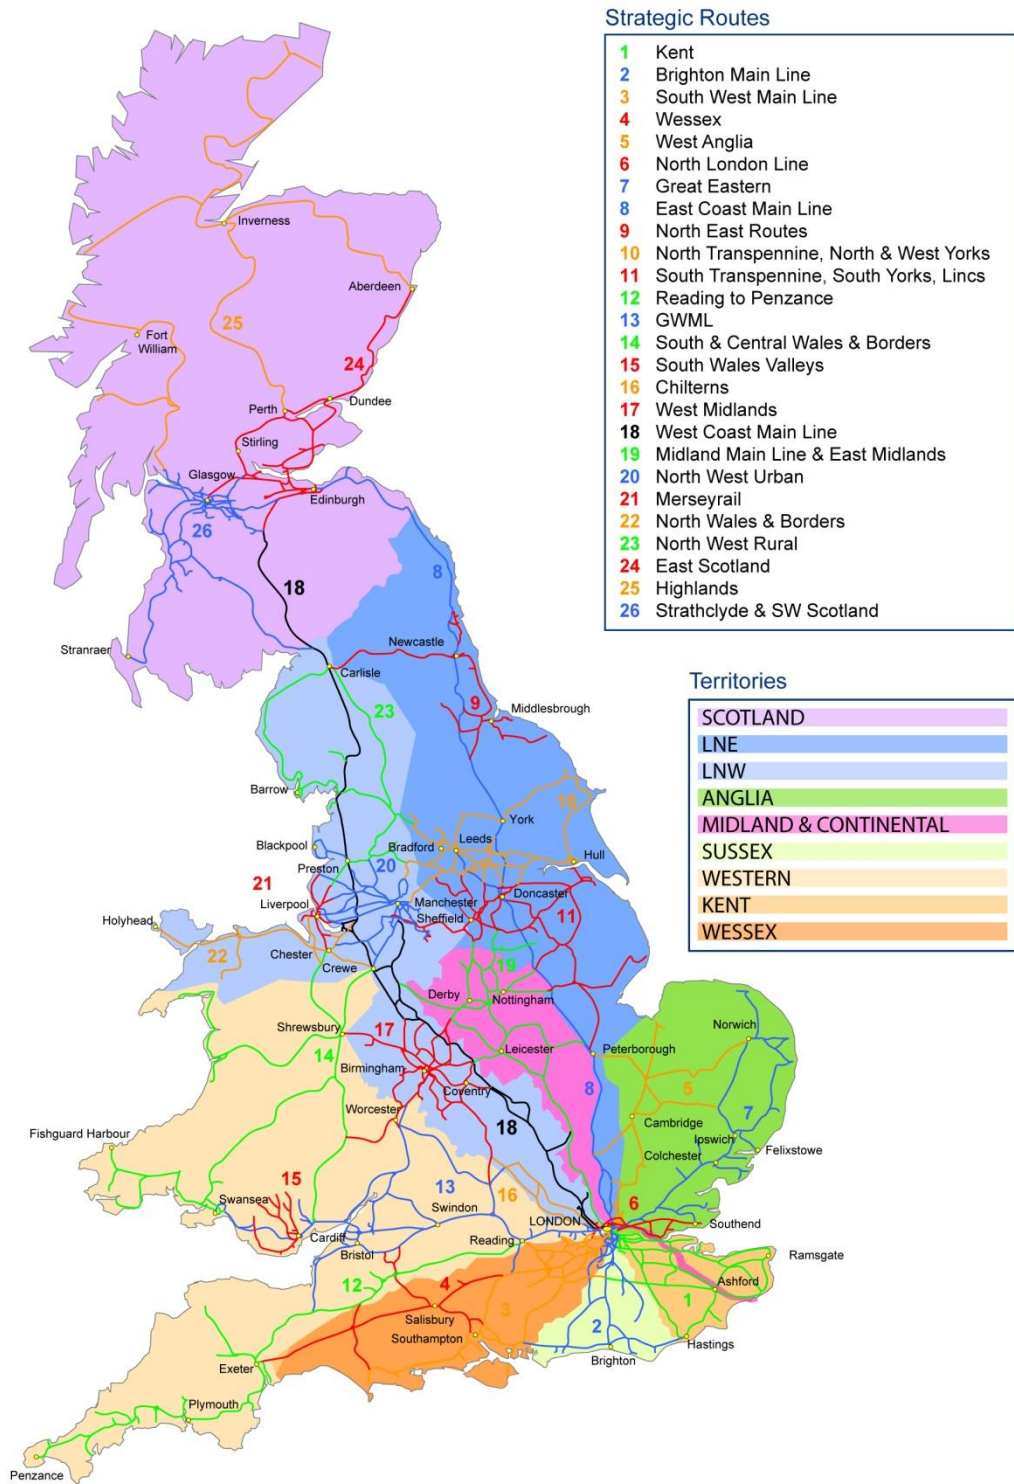 Strategic Routes
1 Kent
2 Brighton Main Line
3 South West Main Line
4 Wessex
5 West Anglia
6 North London Line
7 Great Eastern
8 East Coast Main Line
9 North East Routes
10 North Transpennine, North & West Yorks
11 South Transpennine, South Yorks, Lincs
12 Reading to Penzance
13 GWML
14 South & Central Wales & Borders
15 South Wales Valleys
16 Chilterns
17 West Midlands
18 West Coast Main Line
19 Midland Main Line & East Midlands
20 North West Urban
21 Merseyrail
22 North Wales & Borders
23 North West Rural
24 East Scotland
25 Highlands
26 Strathclyde & SW Scotland
Territories
SCOTLAND
LNE
LNW
ANGLIA
MIDLAND & CONTINENTAL
SUSSEX
WESTERN
KENT
WESSEX
Inverness
Aberdeen
25
Fort
William
24
Dundee
Perth
Stirling
Glasgow
Edinburgh
26
8
18
Newcastle
Stranraer
Carlisle
9
23
Middlesbrough
Barrow
10
York
Blackpool
Bradford
Leeds
Hull
Preston
20
21
Doncaster
Liverpool
Manchester
Holyhead
Sheffield
11
22
Chester
Crewe
19
Derby
Nottingham
17
Norwich
Shrewsbury
14
Leicester
Peterborough
Birmingham
8
5
Coventry
Worcester
7
18
Cambridge
Ipswich
Fishguard Harbour
Colchester
Felixstowe
15
13
16
6
Swansea
Swindon
LONDON
Southend
Cardiff
Reading
Bristol
Ramsgate
12
4
Ashford
1
Salisbury
3
2
Southampton
Hastings
Exeter
Brighton
Plymouth
Penzance